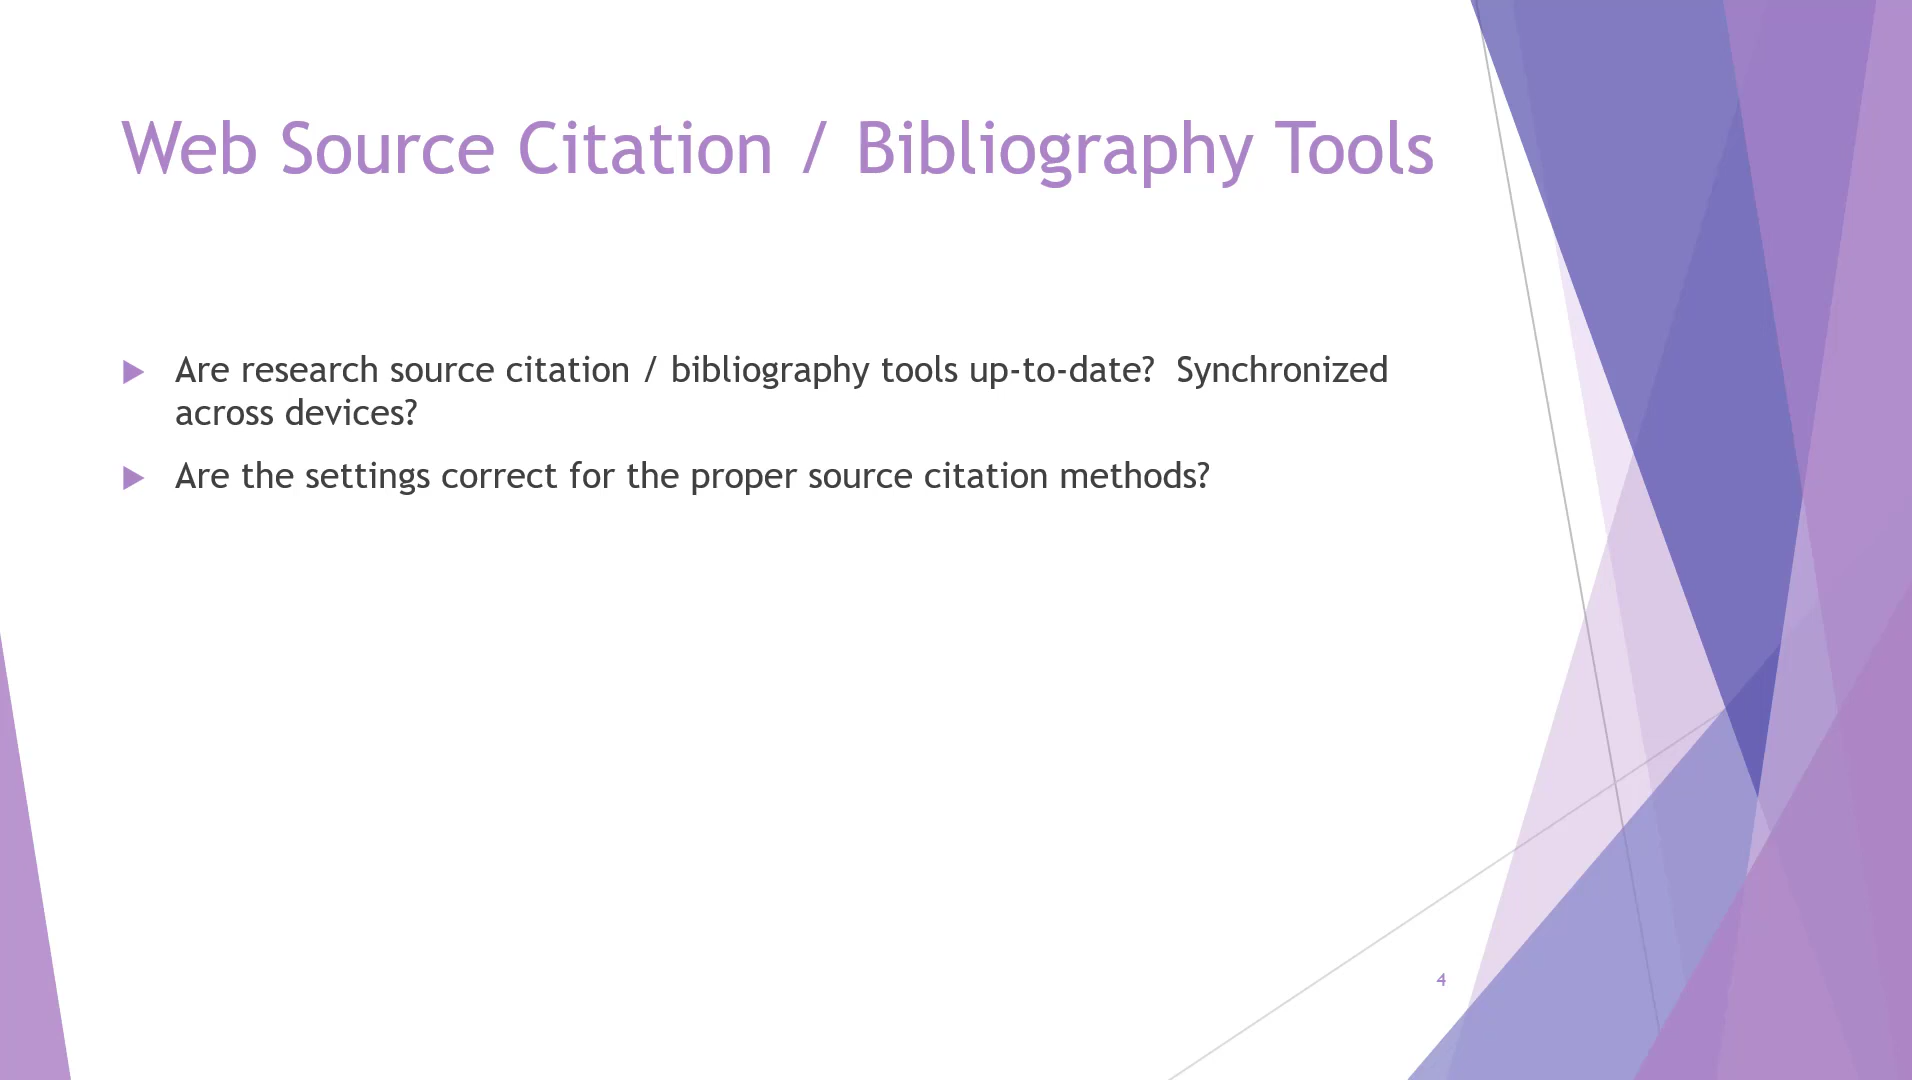 Web Source Citation / Bibliography Tools
Are research source citation / bibliography tools up-to-date?  Synchronized
across devices?
Are the settings correct for the proper source citation methods?
4